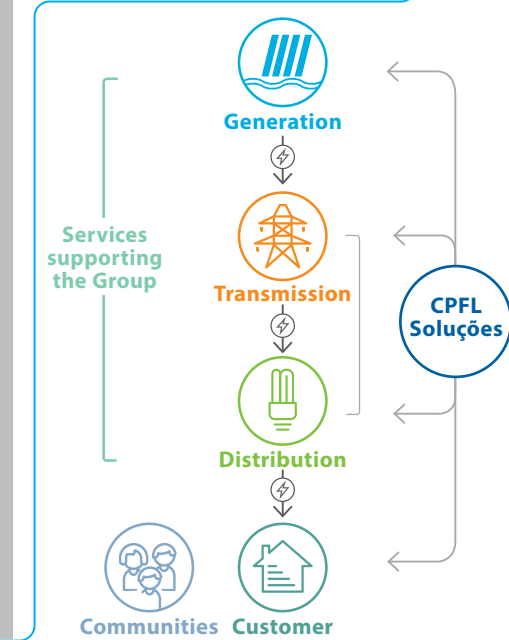 Generation
Services
supporting
the Group
Transmission
CPFL
Soluções
Distribution
Communities
Customer